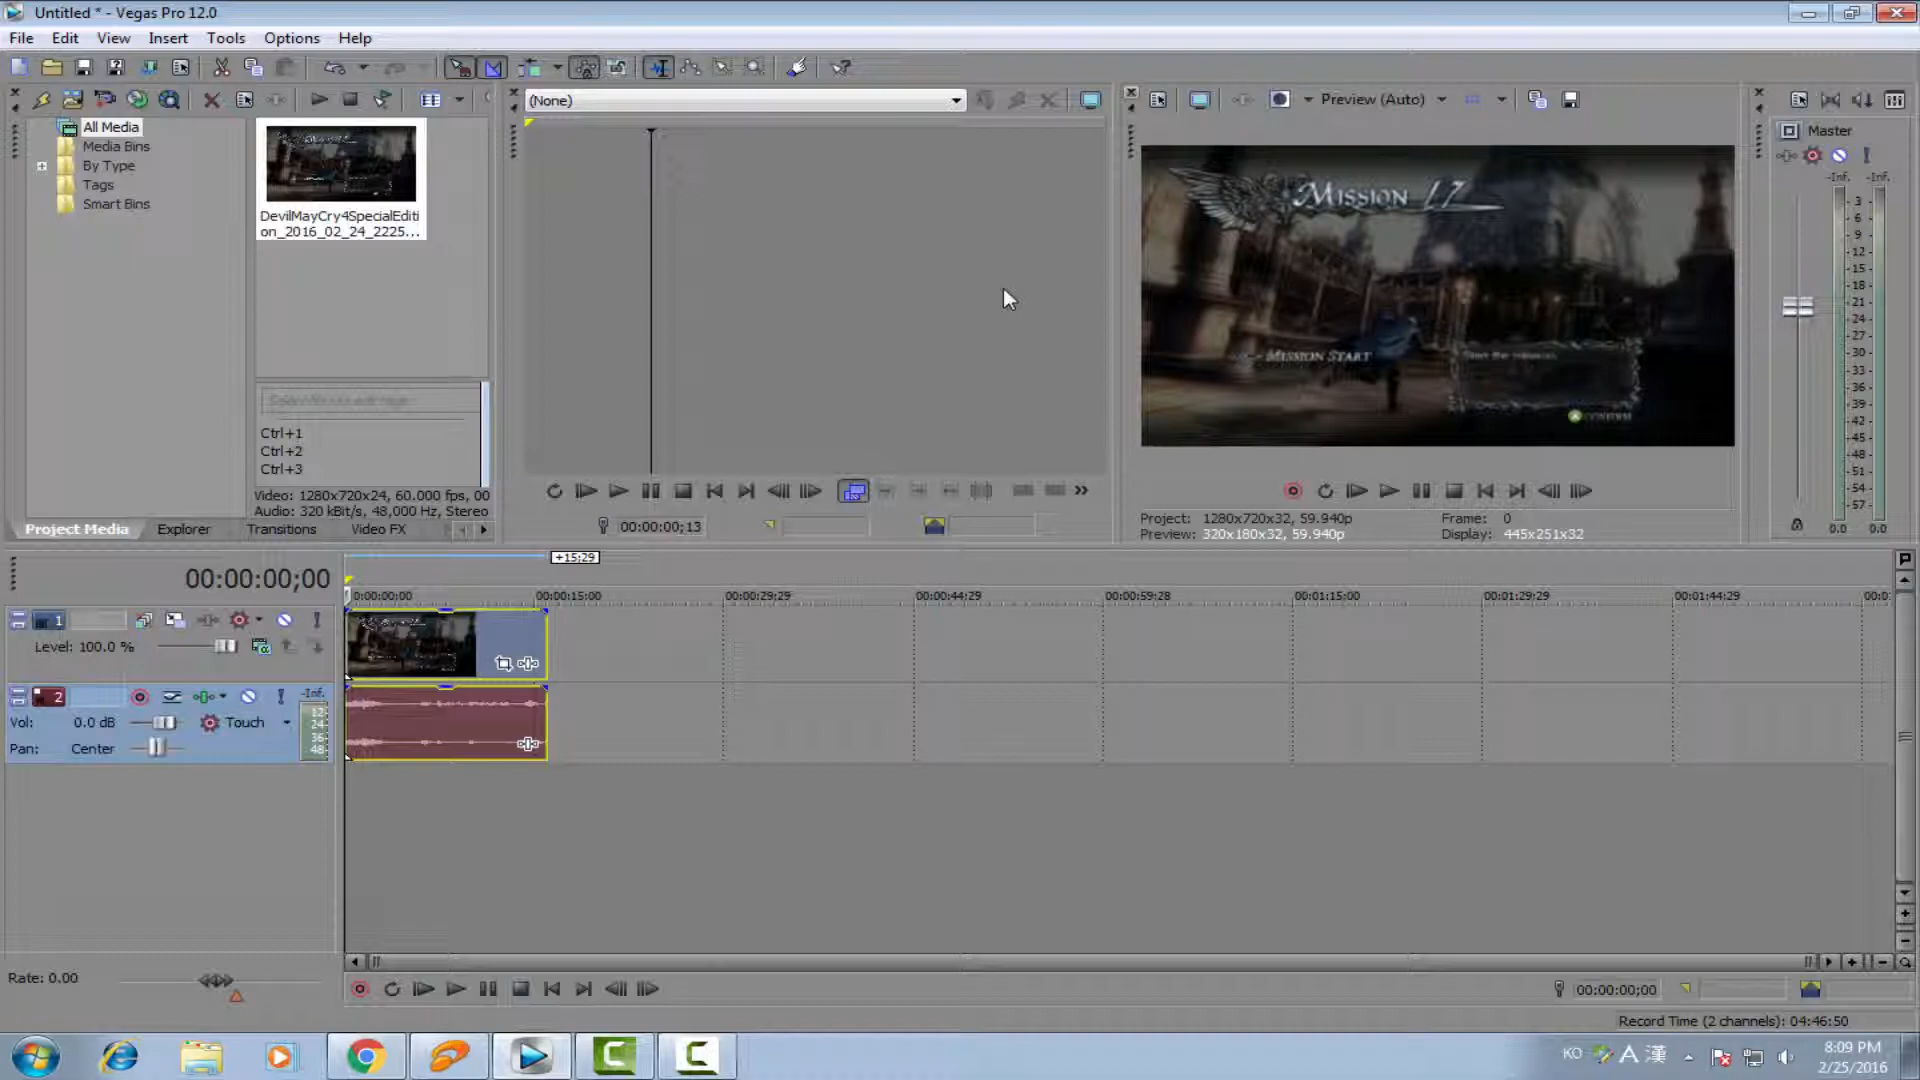 Untitled * - Vegas Pro 12.0
File Edit View Insert Tools Options Help
(None)
Preview (Auto)
All Media
Media Bins
By Type
Tags
Smart Bins
DevilMayCry4SpecialEditi
on_2016_02_24_2225...
Ctrl+1
Ctrl+2
Ctrl+3
Video: 1280x720x24, 60.000 fps, 00
Audio: 320 kBit/s, 48,000 Hz, Stereo
Project Media Explorer Transitions Video FX
00:00:00;13
MISSION 17
MISSION START
Start the mission.
CONFIRM
Project: 1280x720x32, 59.940p
Preview: 320x180x32, 59.940p
Frame: 0
Display: 445x251x32
Master
-Inf. -Inf.
3
6
9
12
15
18
21
24
27
30
33
36
39
42
45
48
51
54
57
0.0 0.0
+15;29
00:00:00;00
0:00:00:00 00:00:15:00 00:00:29;29 00:00:44;29 00:00:59;28 00:01:15:00 00:01:29;29 00:01:44;29 00:0
1
Level: 100.0 %
2
-Inf.
12
24
36
48
Vol: 0.0 dB Touch
Pan: Center
Rate: 0.00
00:00:00;00
Record Time (2 channels): 04:46:50
KO A 漢
8:09 PM
2/25/2016